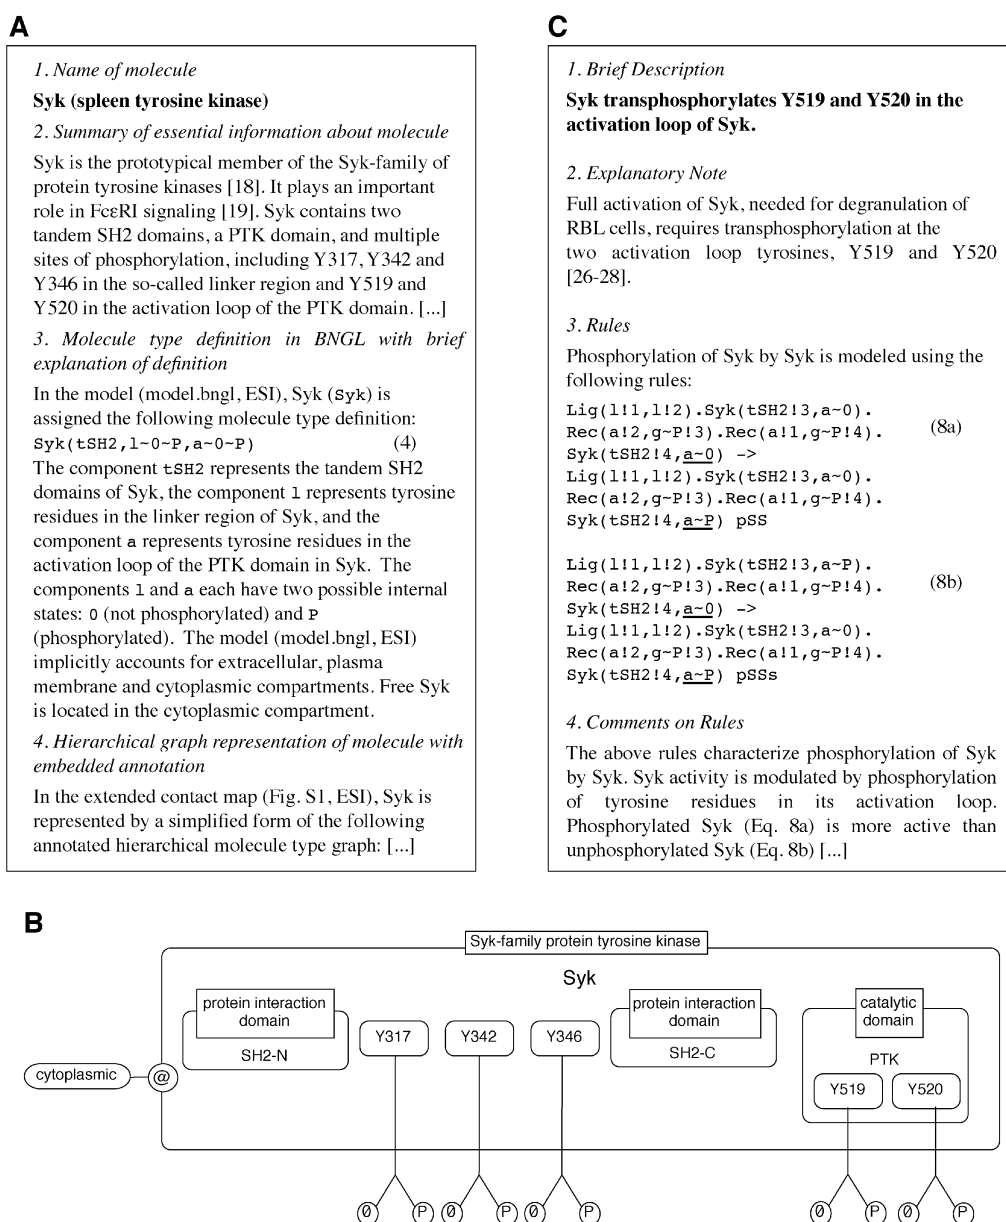 A
1. Name of molecule
Syk (spleen tyrosine kinase)
2. Summary of essential information about molecule
Syk is the prototypical member of the Syk-family of
protein tyrosine kinases [18]. It plays an important
role in FcεRI signaling [19]. Syk contains two
tandem SH2 domains, a PTK domain, and multiple
sites of phosphorylation, including Y317, Y342 and
Y346 in the so-called linker region and Y519 and
Y520 in the activation loop of the PTK domain. [...]
3. Molecule type definition in BNGL with brief
explanation of definition
In the model (model.bngl, ESI), Syk (Syk) is
assigned the following molecule type definition:
Syk(tSH2,l~0~P,a~0~P) (4)
The component tSH2 represents the tandem SH2
domains of Syk, the component l represents tyrosine
residues in the linker region of Syk, and the
component a represents tyrosine residues in the
activation loop of the PTK domain in Syk. The
components l and a each have two possible internal
states: 0 (not phosphorylated) and P
(phosphorylated). The model (model.bngl, ESI)
implicitly accounts for extracellular, plasma
membrane and cytoplasmic compartments. Free Syk
is located in the cytoplasmic compartment.
4. Hierarchical graph representation of molecule with
embedded annotation
In the extended contact map (Fig. S1, ESI), Syk is
represented by a simplified form of the following
annotated hierarchical molecule type graph: [...]
C
1. Brief Description
Syk transphosphorylates Y519 and Y520 in the
activation loop of Syk.
2. Explanatory Note
Full activation of Syk, needed for degranulation of
RBL cells, requires transphosphorylation at the
two activation loop tyrosines, Y519 and Y520
[26-28].
3. Rules
Phosphorylation of Syk by Syk is modeled using the
following rules:
Lig(l!1,l!2).Syk(tSH2!3,a~0).
Rec(a!2,g~P!3).Rec(a!1,g~P!4). (8a)
Syk(tSH2!4,a~0) ->
Lig(l!1,l!2).Syk(tSH2!3,a~0).
Rec(a!2,g~P!3).Rec(a!1,g~P!4).
Syk(tSH2!4,a~P) pSS
Lig(l!1,l!2).Syk(tSH2!3,a~P).
Rec(a!2,g~P!3).Rec(a!1,g~P!4). (8b)
Syk(tSH2!4,a~0) ->
Lig(l!1,l!2).Syk(tSH2!3,a~0).
Rec(a!2,g~P!3).Rec(a!1,g~P!4).
Syk(tSH2!4,a~P) pSSs
4. Comments on Rules
The above rules characterize phosphorylation of Syk
by Syk. Syk activity is modulated by phosphorylation
of tyrosine residues in its activation loop.
Phosphorylated Syk (Eq. 8a) is more active than
unphosphorylated Syk (Eq. 8b) [...]
B
Syk-family protein tyrosine kinase
Syk
protein interaction
domain
SH2-N
Y317
Y342
Y346
protein interaction
domain
SH2-C
catalytic
domain
PTK
Y519
Y520
cytoplasmic
@
0 P 0 P 0 P 0 P 0 P